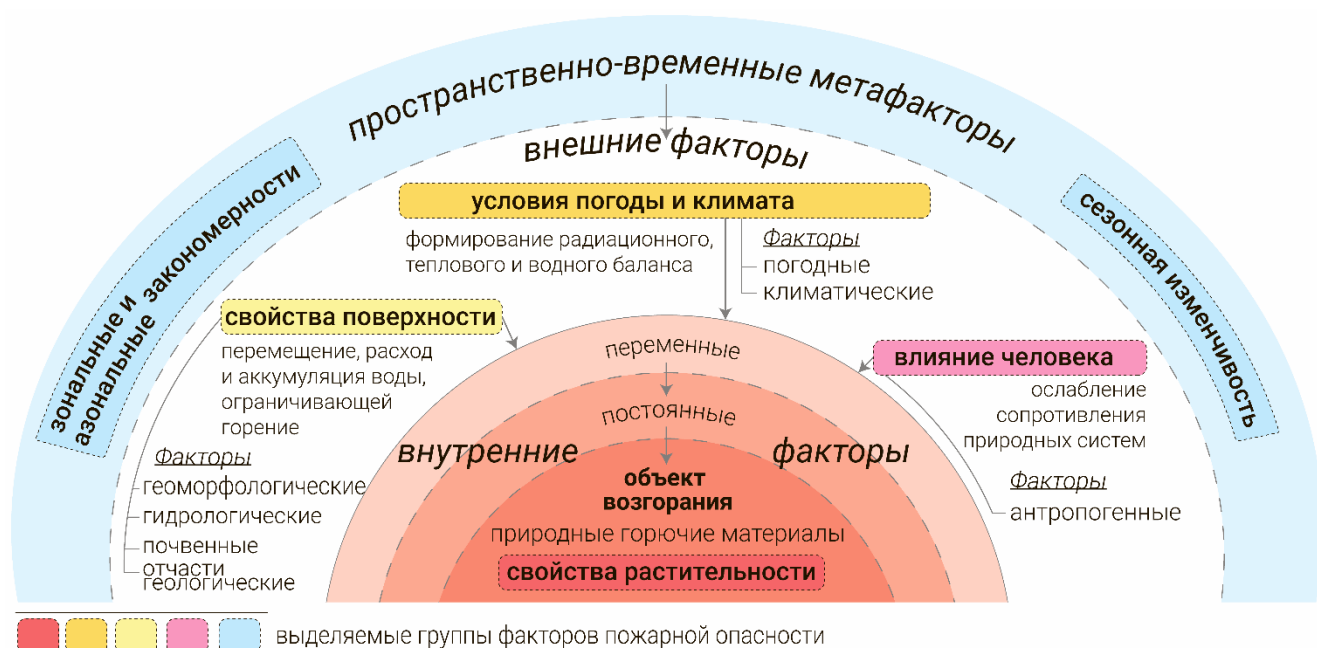 пространственно-временные метафакторы
внешние факторы
зональные и
азональные закономерности
сезонная изменчивость
условия погоды и климата
формирование радиационного,
теплового и водного баланса
Факторы
погодные
климатические
свойства поверхности
перемещение, расход
и аккумуляция воды,
ограничивающей
горение
Факторы
геоморфологические
гидрологические
почвенные
отчасти
геологические
влияние человека
ослабление
сопротивления
природных систем
Факторы
антропогенные
переменные
постоянные
внутренние факторы
объект
возгорания
природные горючие материалы
свойства растительности
выделяемые группы факторов пожарной опасности